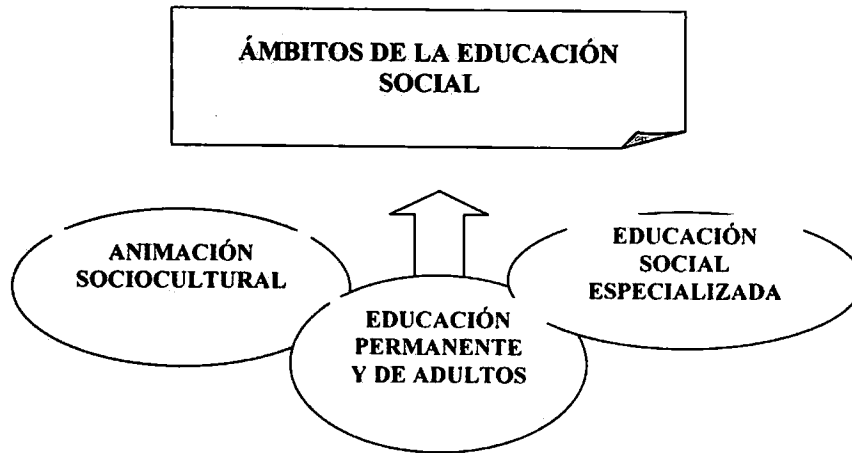 ÁMBITOS DE LA EDUCACIÓN
SOCIAL
ANIMACIÓN
SOCIOCULTURAL
EDUCACIÓN
PERMANENTE
Y DE ADULTOS
EDUCACIÓN
SOCIAL
ESPECIALIZADA